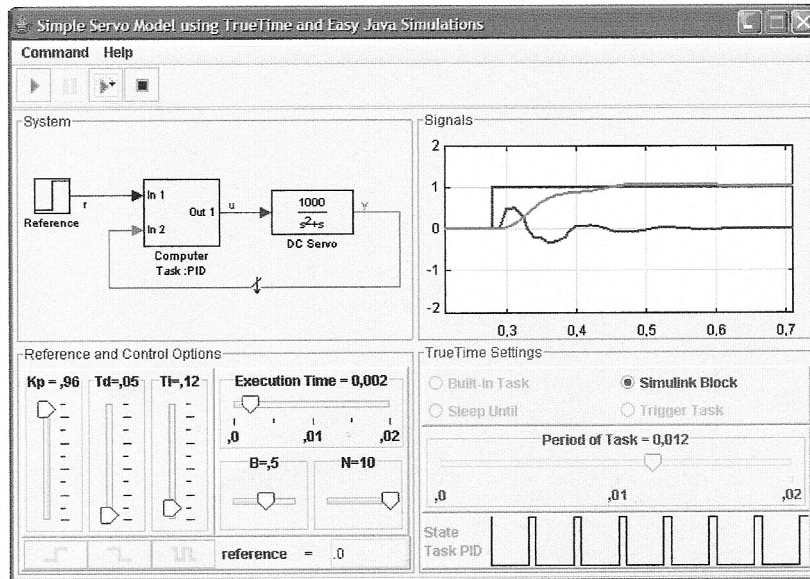 Simple Servo Model using TrueTime and Easy Java Simulations
Command Help
System
Reference
r
In 1
In 2
Out 1
Computer
Task :PID
u
1000
s²+s
DC Servo
y
Signals
2
1
0
-1
-2
0,3 0,4 0,5 0,6 0,7
Reference and Control Options
Kp = ,96 Td=,05 Ti=,12
Execution Time = 0,002
,0 ,01 ,02
B=,5 N=10
reference = .0
TrueTime Settings
Built-in Task Simulink Block
Sleep Until Trigger Task
Period of Task = 0,012
,0 ,01 ,02
State
Task PID